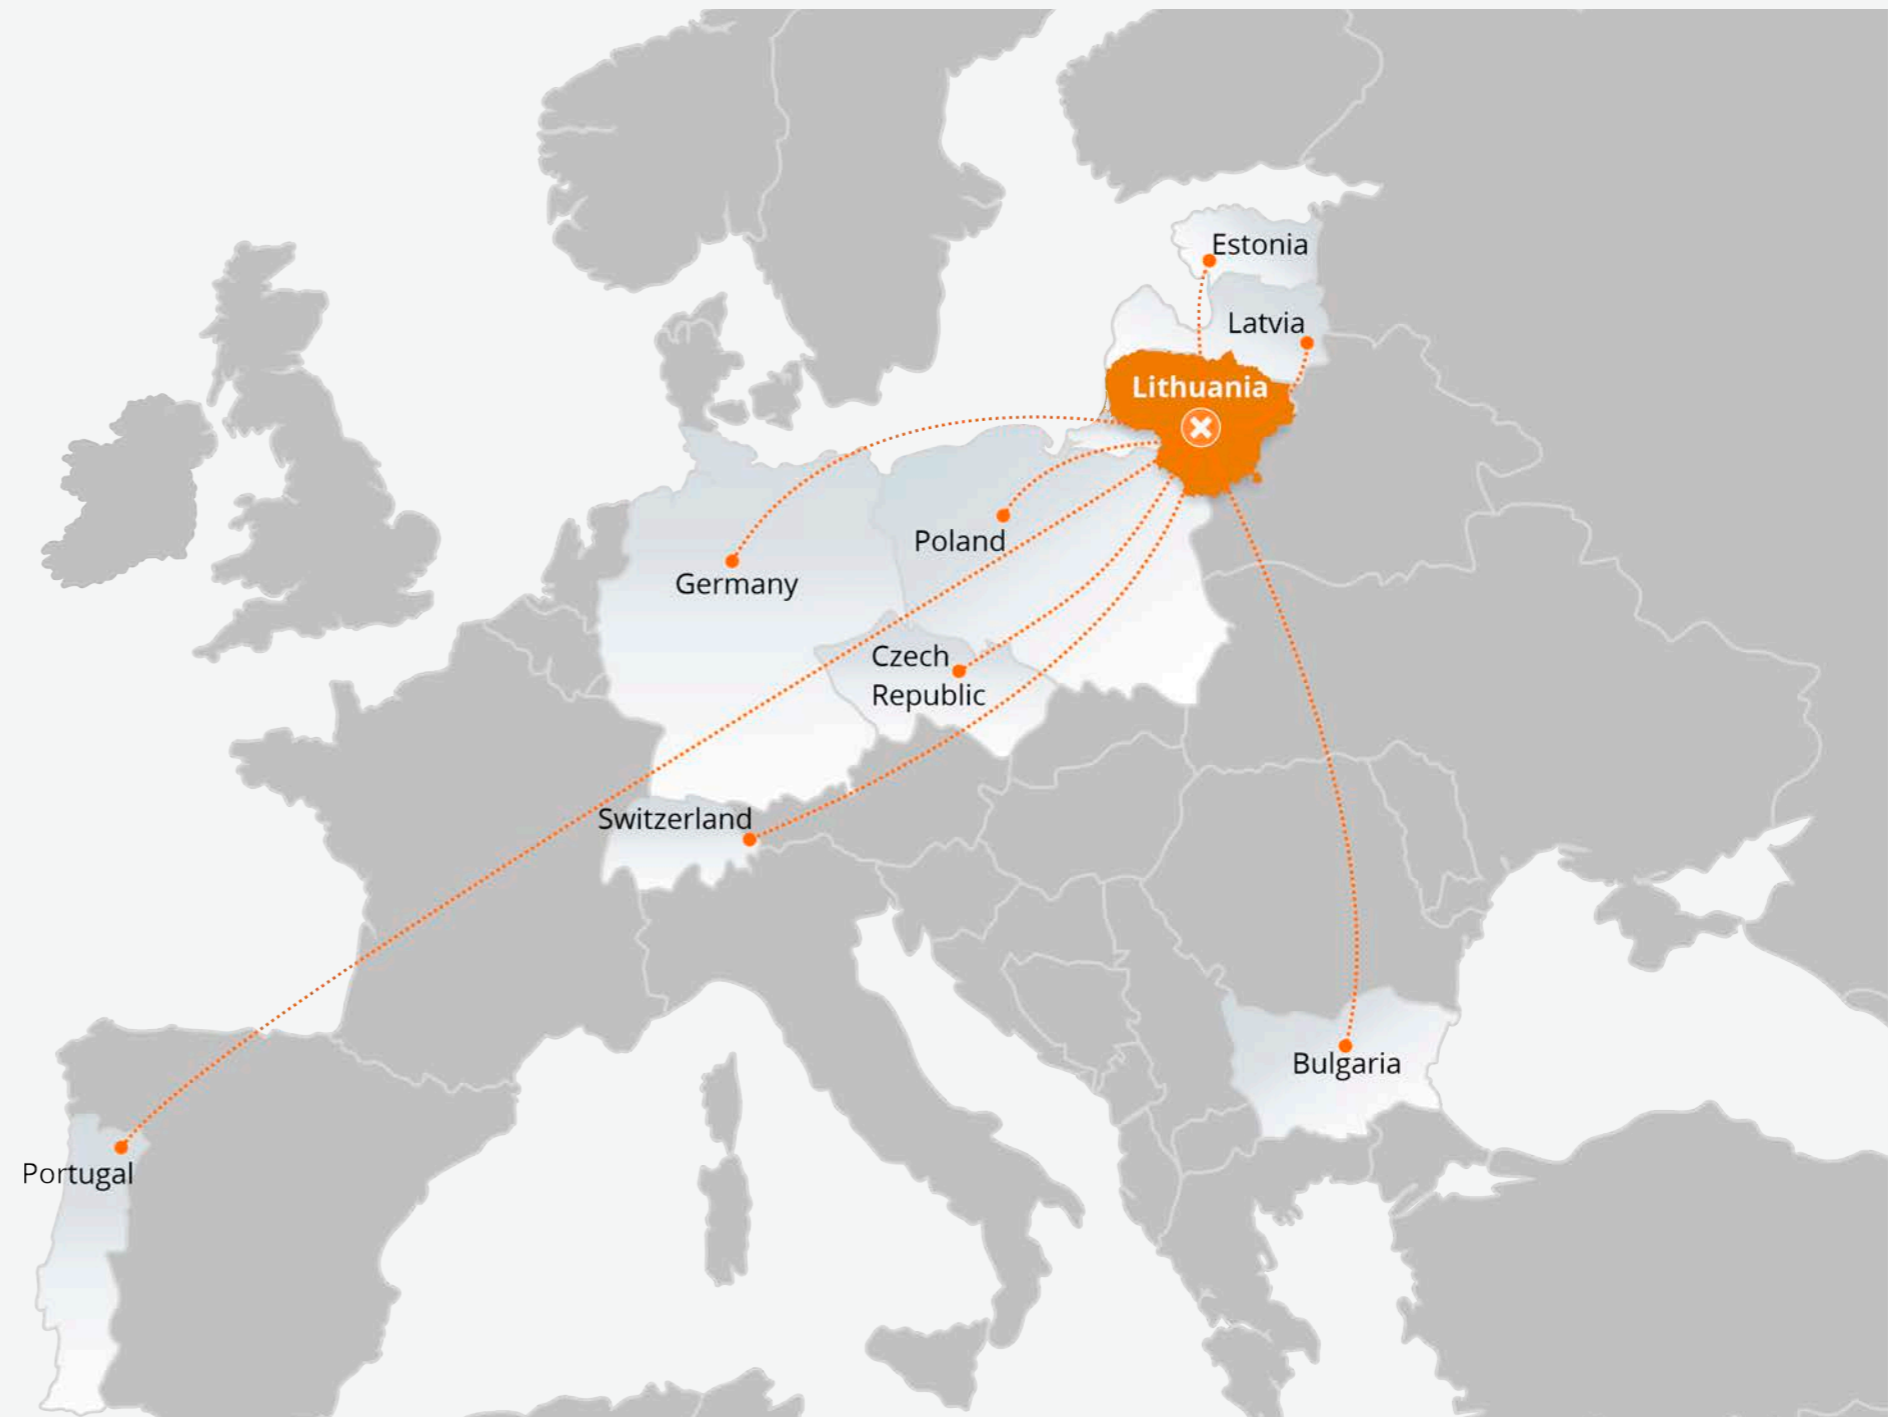 Estonia
Latvia
Lithuania
Poland
Germany
Czech
Republic
Switzerland
Bulgaria
Portugal